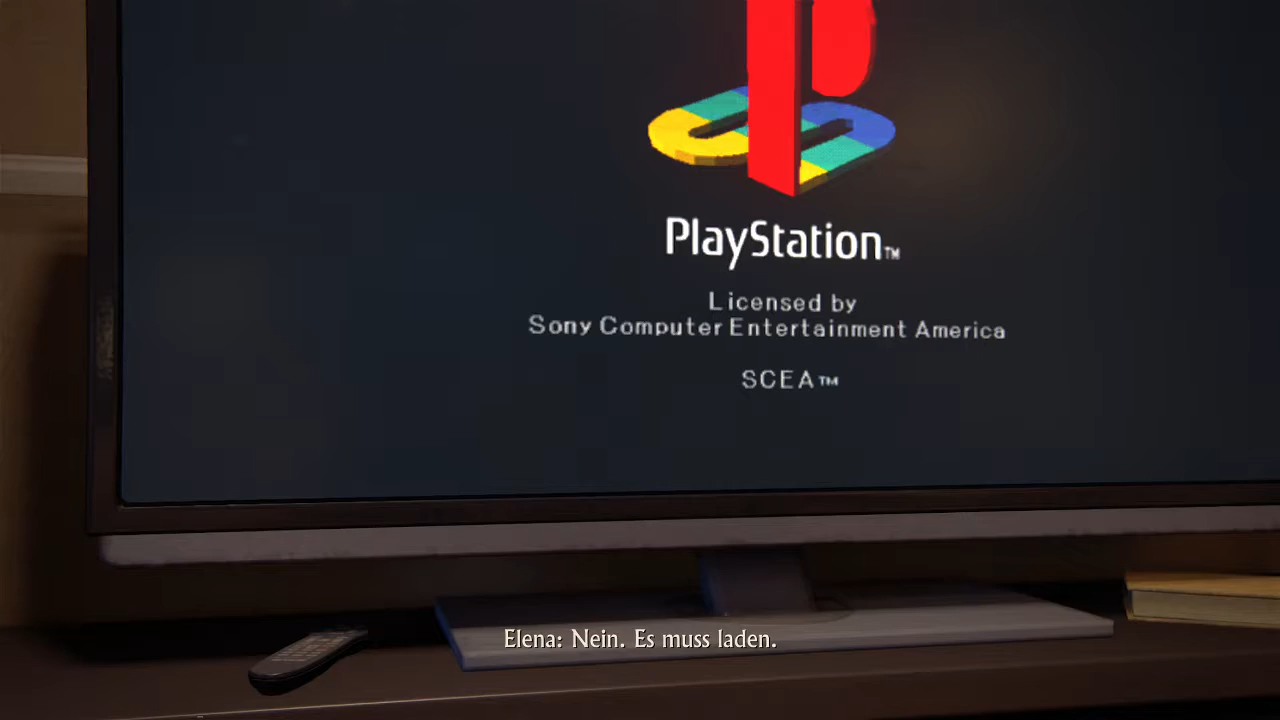 PlayStation™
Licensed by
Sony Computer Entertainment America
SCEA™
Elena: Nein. Es muss laden.